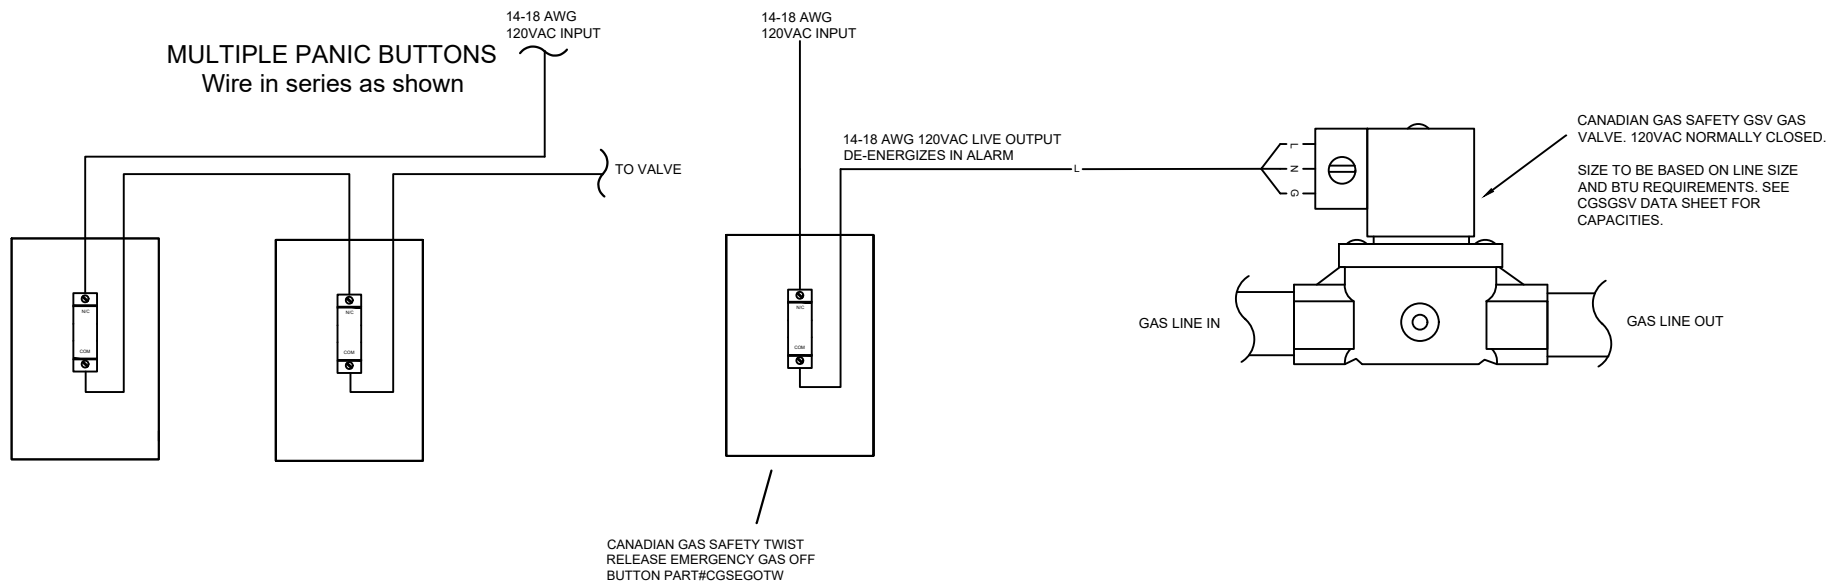 MULTIPLE PANIC BUTTONS
Wire in series as shown
14-18 AWG
120VAC INPUT
TO VALVE
N/C
COM
N/C
COM
14-18 AWG
120VAC INPUT
14-18 AWG 120VAC LIVE OUTPUT
DE-ENERGIZES IN ALARM
L
N/C
COM
CANADIAN GAS SAFETY TWIST
RELEASE EMERGENCY GAS OFF
BUTTON PART#CGSEGOTW
L
N
G
CANADIAN GAS SAFETY GSV GAS
VALVE. 120VAC NORMALLY CLOSED.
SIZE TO BE BASED ON LINE SIZE
AND BTU REQUIREMENTS. SEE
CGSGSV DATA SHEET FOR
CAPACITIES.
GAS LINE IN
GAS LINE OUT